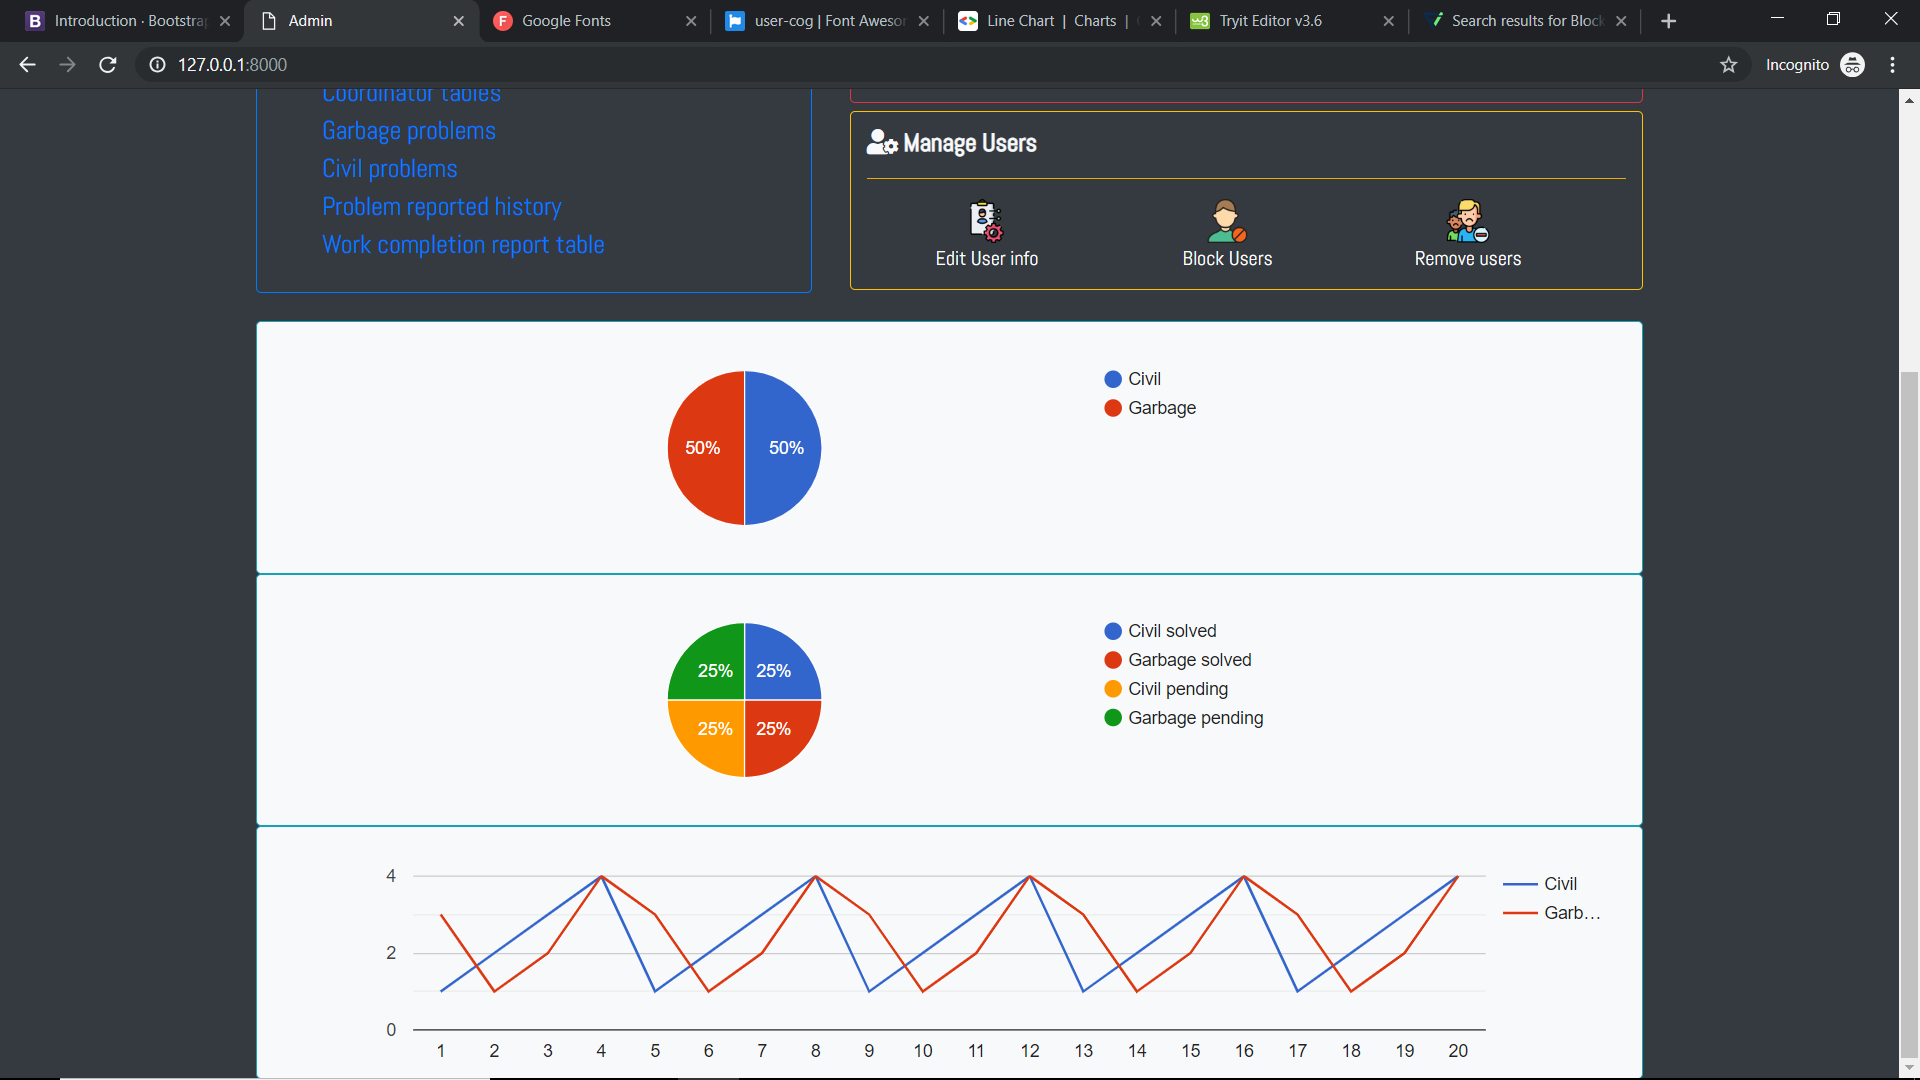 Introduction · Bootstrap
Admin
Google Fonts
user-cog | Font Aweso
Line Chart | Charts |
Tryit Editor v3.6
Search results for Block
127.0.0.1:8000
Incognito
Coordinator tables
Garbage problems
Civil problems
Problem reported history
Work completion report table
Manage Users
Edit User info
Block Users
Remove users
50%
50%
Civil
Garbage
25%
25%
25%
25%
Civil solved
Garbage solved
Civil pending
Garbage pending
4
2
0
1 2 3 4 5 6 7 8 9 10 11 12 13 14 15 16 17 18 19 20
Civil
Garb...